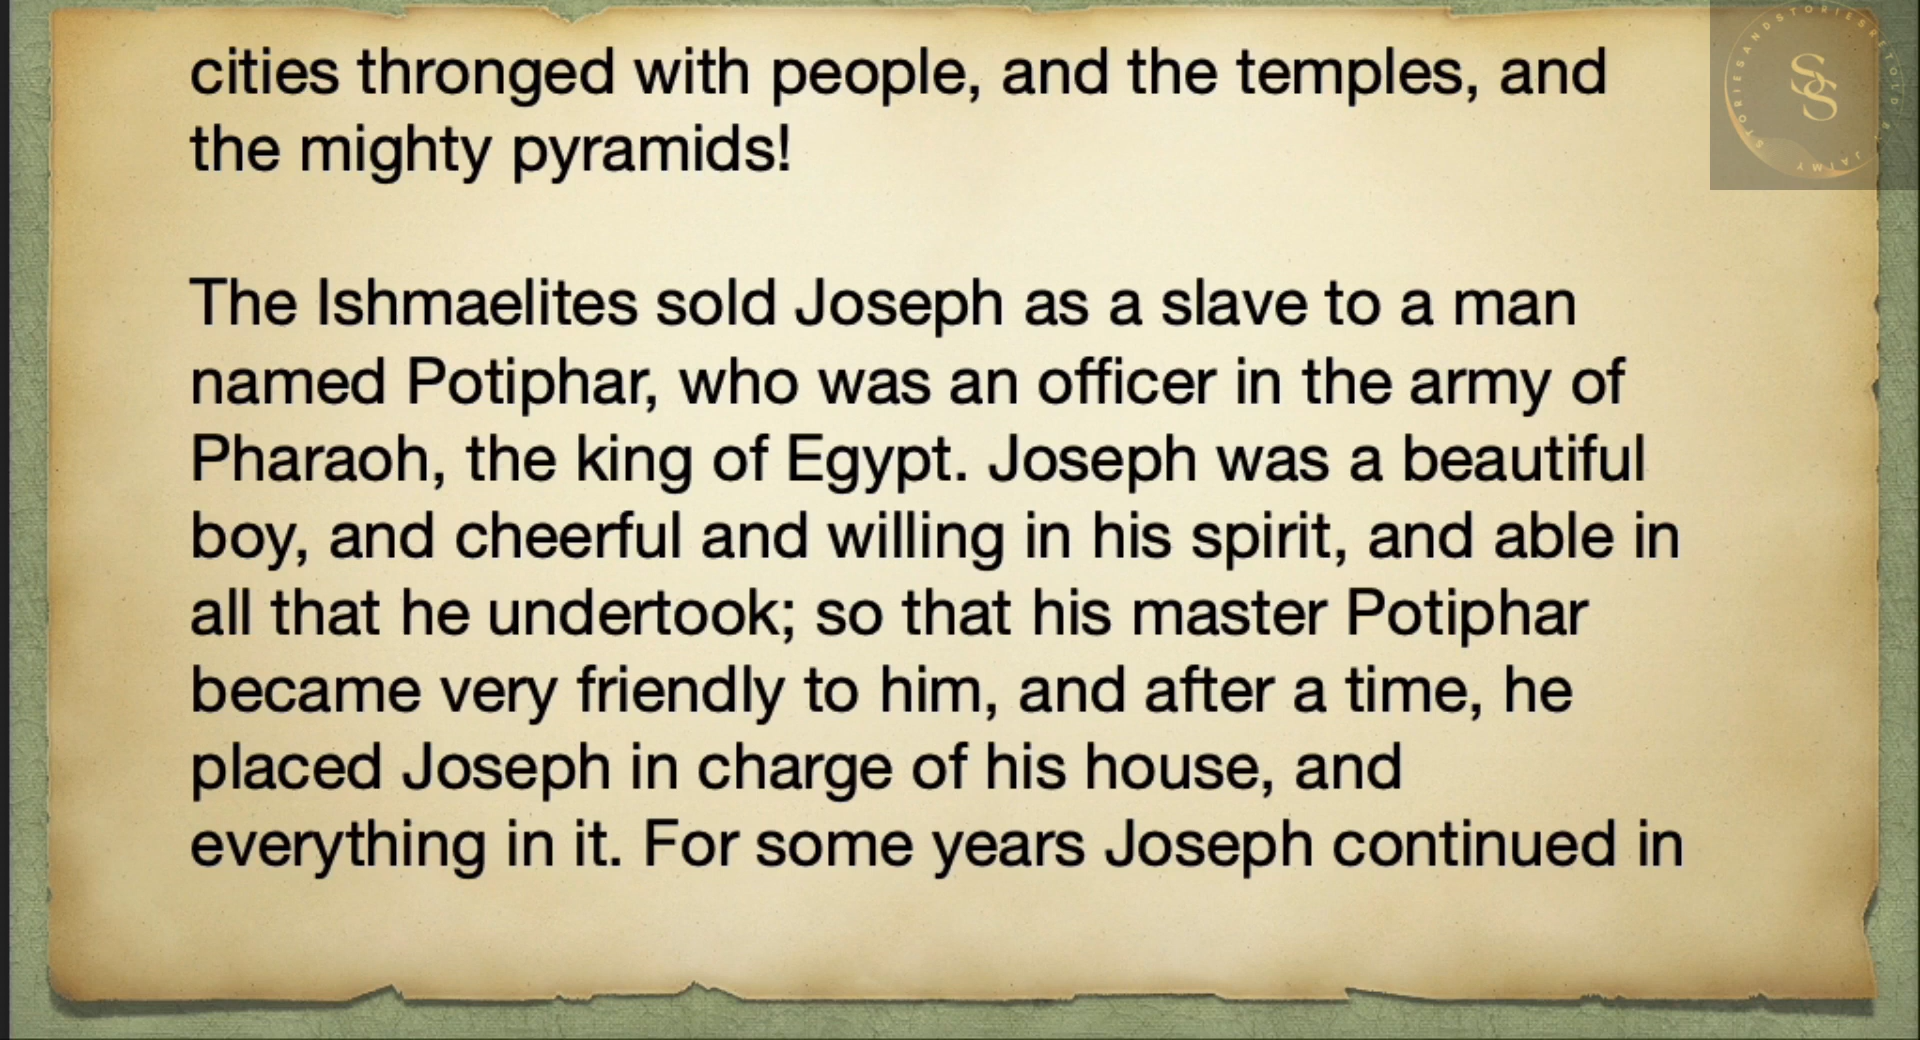 cities thronged with people, and the temples, and
the mighty pyramids!
The Ishmaelites sold Joseph as a slave to a man
named Potiphar, who was an officer in the army of
Pharaoh, the king of Egypt. Joseph was a beautiful
boy, and cheerful and willing in his spirit, and able in
all that he undertook; so that his master Potiphar
became very friendly to him, and after a time, he
placed Joseph in charge of his house, and
everything in it. For some years Joseph continued in
STORIESANDSTORIESRETOLD
JAIMY
SS